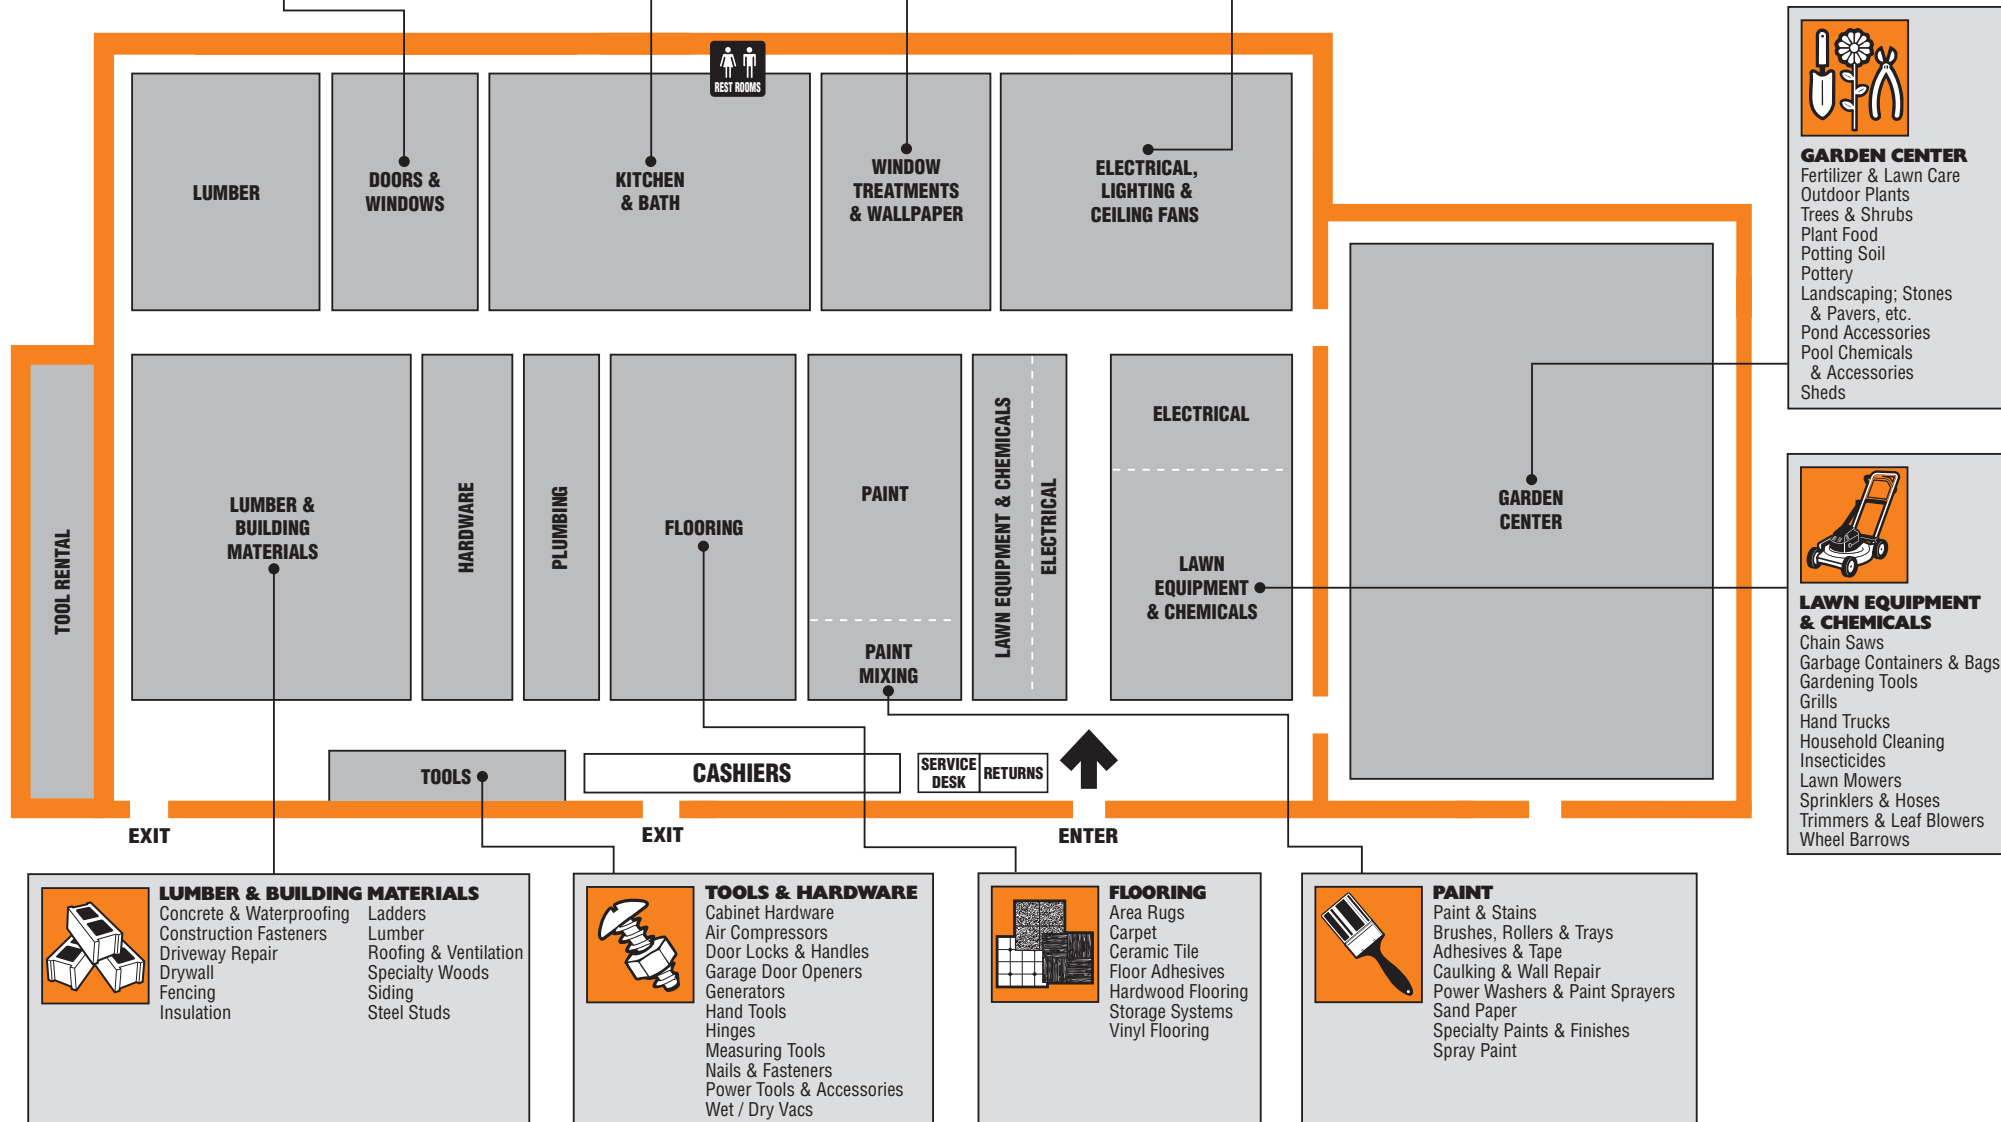 REST ROOMS
LUMBER
DOORS &
WINDOWS
KITCHEN
& BATH
WINDOW
TREATMENTS
& WALLPAPER
ELECTRICAL,
LIGHTING &
CEILING FANS
TOOL RENTAL
LUMBER &
BUILDING
MATERIALS
HARDWARE
PLUMBING
FLOORING
PAINT
PAINT
MIXING
LAWN EQUIPMENT & CHEMICALS
ELECTRICAL
ELECTRICAL
LAWN
EQUIPMENT
& CHEMICALS
GARDEN
CENTER
TOOLS
CASHIERS
SERVICE
DESK
RETURNS
EXIT
EXIT
ENTER
GARDEN CENTER
Fertilizer & Lawn Care
Outdoor Plants
Trees & Shrubs
Plant Food
Potting Soil
Pottery
Landscaping; Stones
& Pavers, etc.
Pond Accessories
Pool Chemicals
& Accessories
Sheds
LAWN EQUIPMENT
& CHEMICALS
Chain Saws
Garbage Containers & Bags
Gardening Tools
Grills
Hand Trucks
Household Cleaning
Insecticides
Lawn Mowers
Sprinklers & Hoses
Trimmers & Leaf Blowers
Wheel Barrows
LUMBER & BUILDING MATERIALS
Concrete & Waterproofing
Construction Fasteners
Driveway Repair
Drywall
Fencing
Insulation
Ladders
Lumber
Roofing & Ventilation
Specialty Woods
Siding
Steel Studs
TOOLS & HARDWARE
Cabinet Hardware
Air Compressors
Door Locks & Handles
Garage Door Openers
Generators
Hand Tools
Hinges
Measuring Tools
Nails & Fasteners
Power Tools & Accessories
Wet / Dry Vacs
FLOORING
Area Rugs
Carpet
Ceramic Tile
Floor Adhesives
Hardwood Flooring
Storage Systems
Vinyl Flooring
PAINT
Paint & Stains
Brushes, Rollers & Trays
Adhesives & Tape
Caulking & Wall Repair
Power Washers & Paint Sprayers
Sand Paper
Specialty Paints & Finishes
Spray Paint